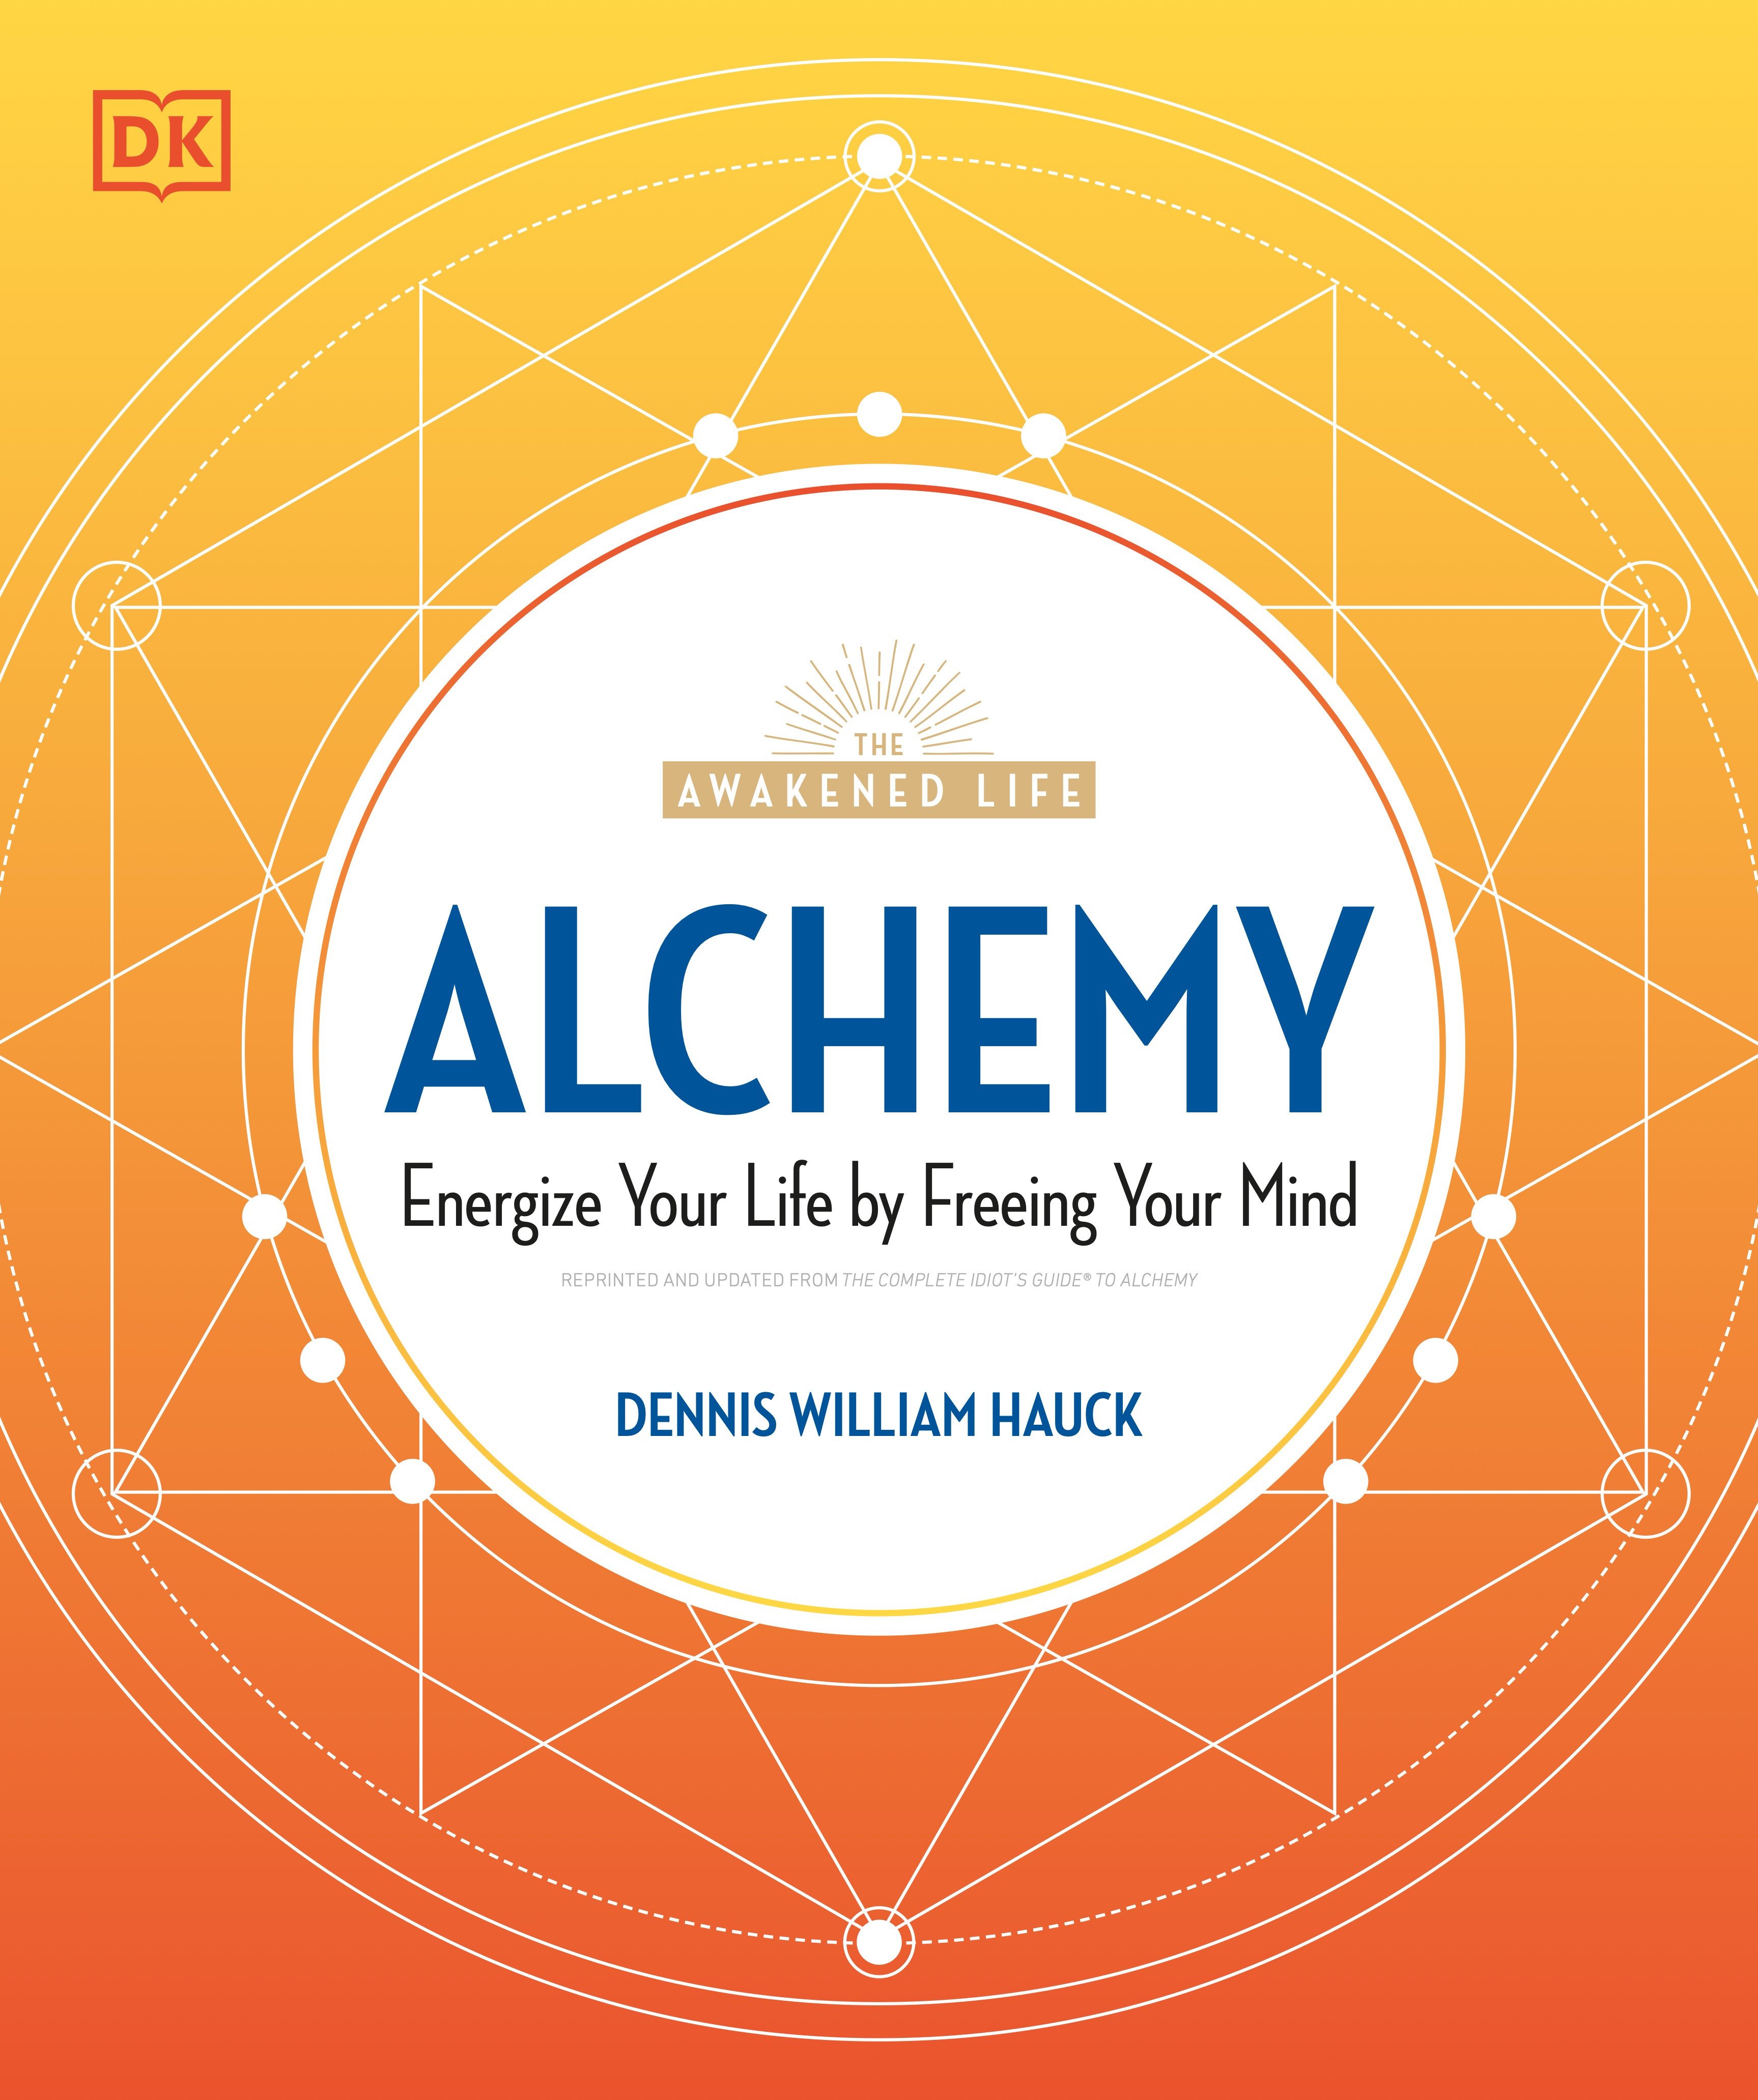 DK
THE
AWAKENED LIFE
ALCHEMY
Energize Your Life by Freeing Your Mind
REPRINTED AND UPDATED FROM THE COMPLETE IDIOT'S GUIDE® TO ALCHEMY
DENNIS WILLIAM HAUCK